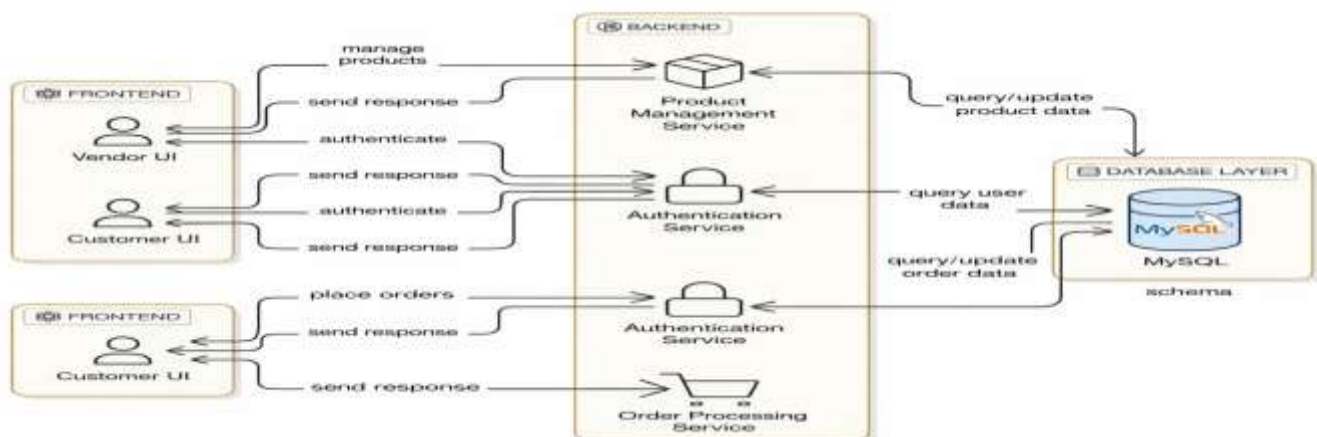 BACKEND
manage
products
FRONTEND
send response
Product
Management
Service
query/update
product data
authenticate
Vendor UI
send response
DATABASE LAYER
authenticate
Authentication
Service
query user
data
Customer UI
send response
MySQL
MySQL
query/update
order data
schema
place orders
FRONTEND
send response
Authentication
Service
Customer UI
send response
Order Processing
Service